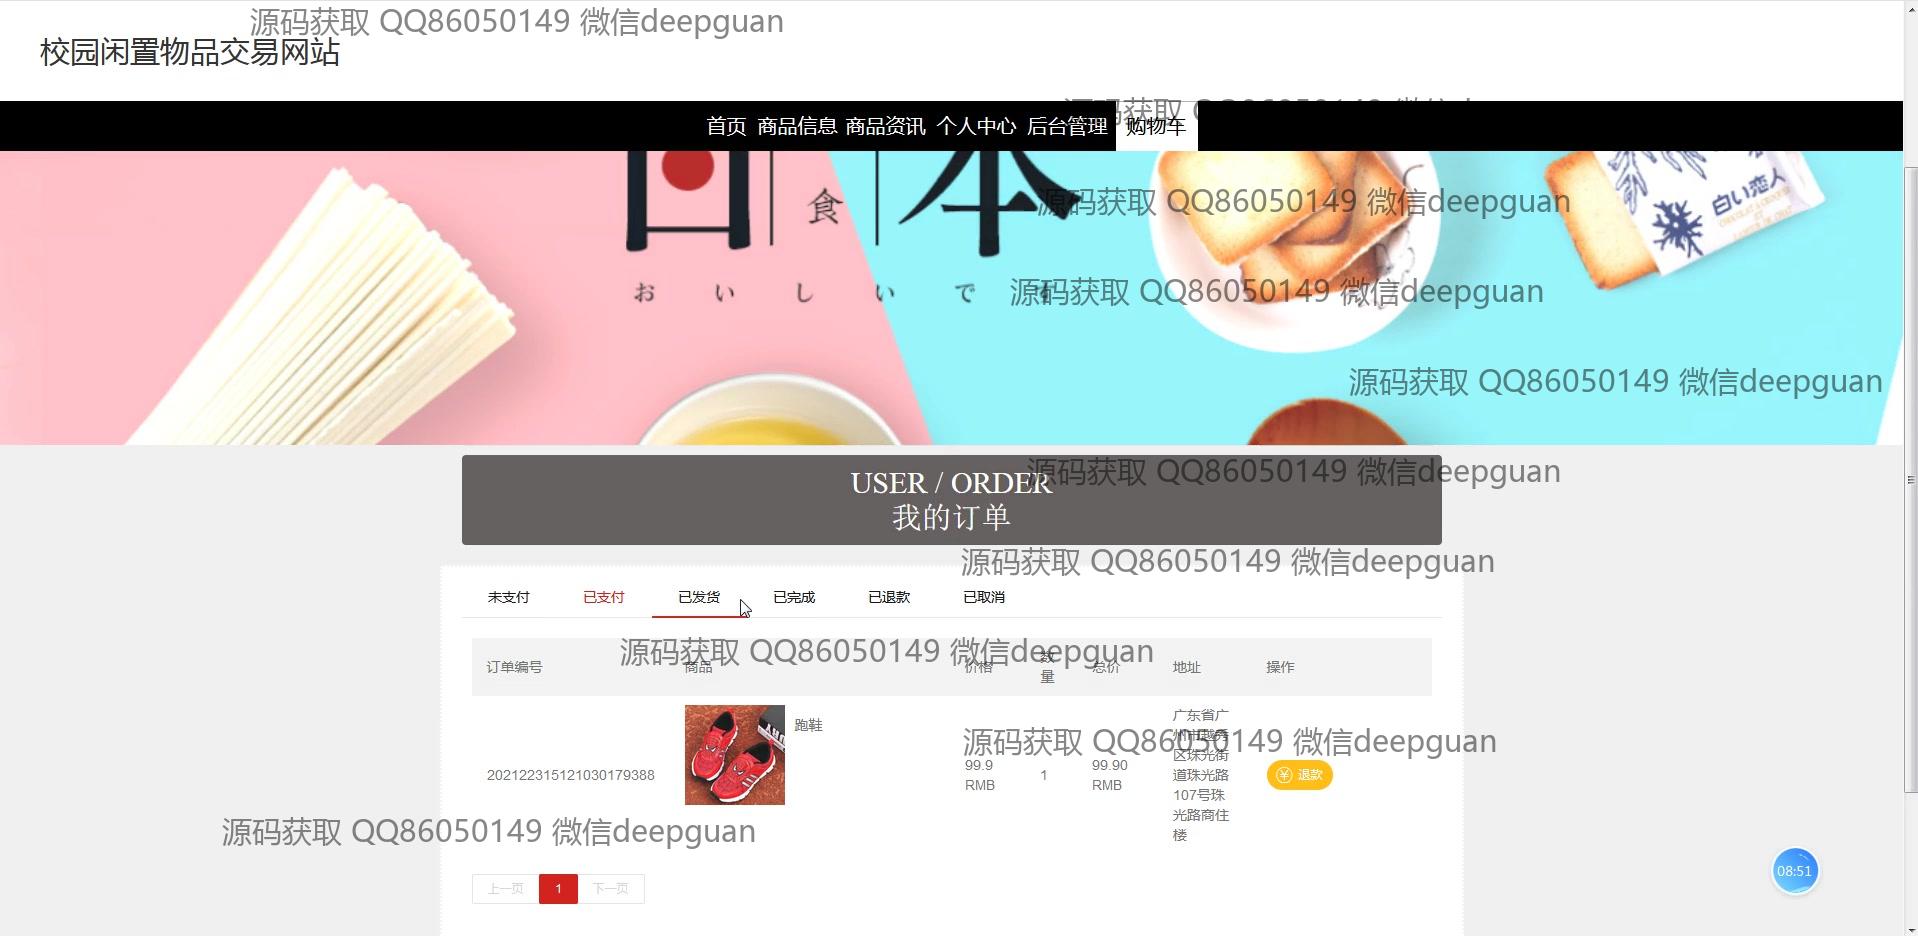 源码获取 QQ86050149 微信deepguan
校园闲置物品交易网站
首页 商品信息 商品资讯 个人中心 后台管理 购物车
日 食 本
おいしいです
白い恋人
源码获取 QQ86050149 微信deepguan
源码获取 QQ86050149 微信deepguan
源码获取 QQ86050149 微信deepguan
源码获取 QQ86050149 微信deepguan
USER / ORDER
我的订单
源码获取 QQ86050149 微信deepguan
未支付 已支付 已发货 已完成 已退款 已取消
源码获取 QQ86050149 微信deepguan
订单编号 商品 价格 数量 总价 地址 操作
202122315121030179388 跑鞋 99.9 RMB 1 99.90 RMB
广东省广
州市越秀
区珠光街
道珠光路
107号珠
光路商住
楼
退款
源码获取 QQ86050149 微信deepguan
源码获取 QQ86050149 微信deepguan
上一页 1 下一页
08:51